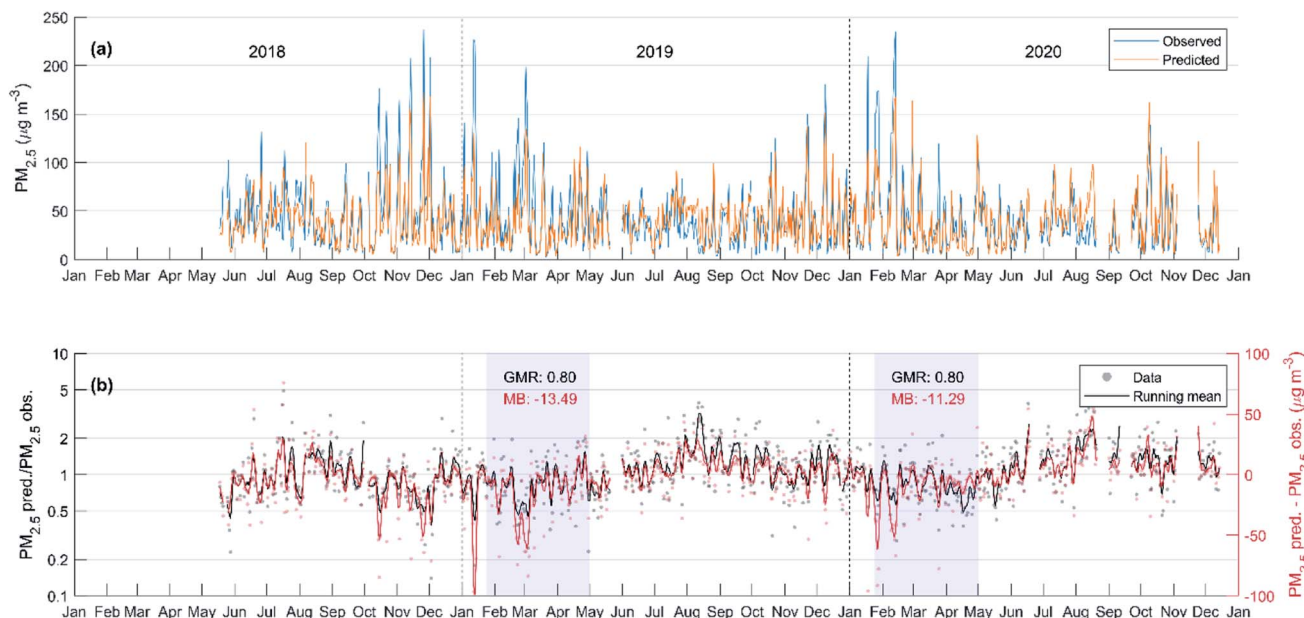 250
200
150
100
50
0
PM2.5 (μg m-3)
(a)
2018
2019
2020
Observed
Predicted
Jan Feb Mar Apr May Jun Jul Aug Sep Oct Nov Dec Jan Feb Mar Apr May Jun Jul Aug Sep Oct Nov Dec Jan Feb Mar Apr May Jun Jul Aug Sep Oct Nov Dec Jan
10
5
2
1
0.5
0.2
0.1
PM2.5 pred./PM2.5 obs.
(b)
GMR: 0.80
MB: -13.49
GMR: 0.80
MB: -11.29
Data
Running mean
100
50
0
-50
-100
PM2.5 pred. - PM2.5 obs. (μg m-3)
Jan Feb Mar Apr May Jun Jul Aug Sep Oct Nov Dec Jan Feb Mar Apr May Jun Jul Aug Sep Oct Nov Dec Jan Feb Mar Apr May Jun Jul Aug Sep Oct Nov Dec Jan